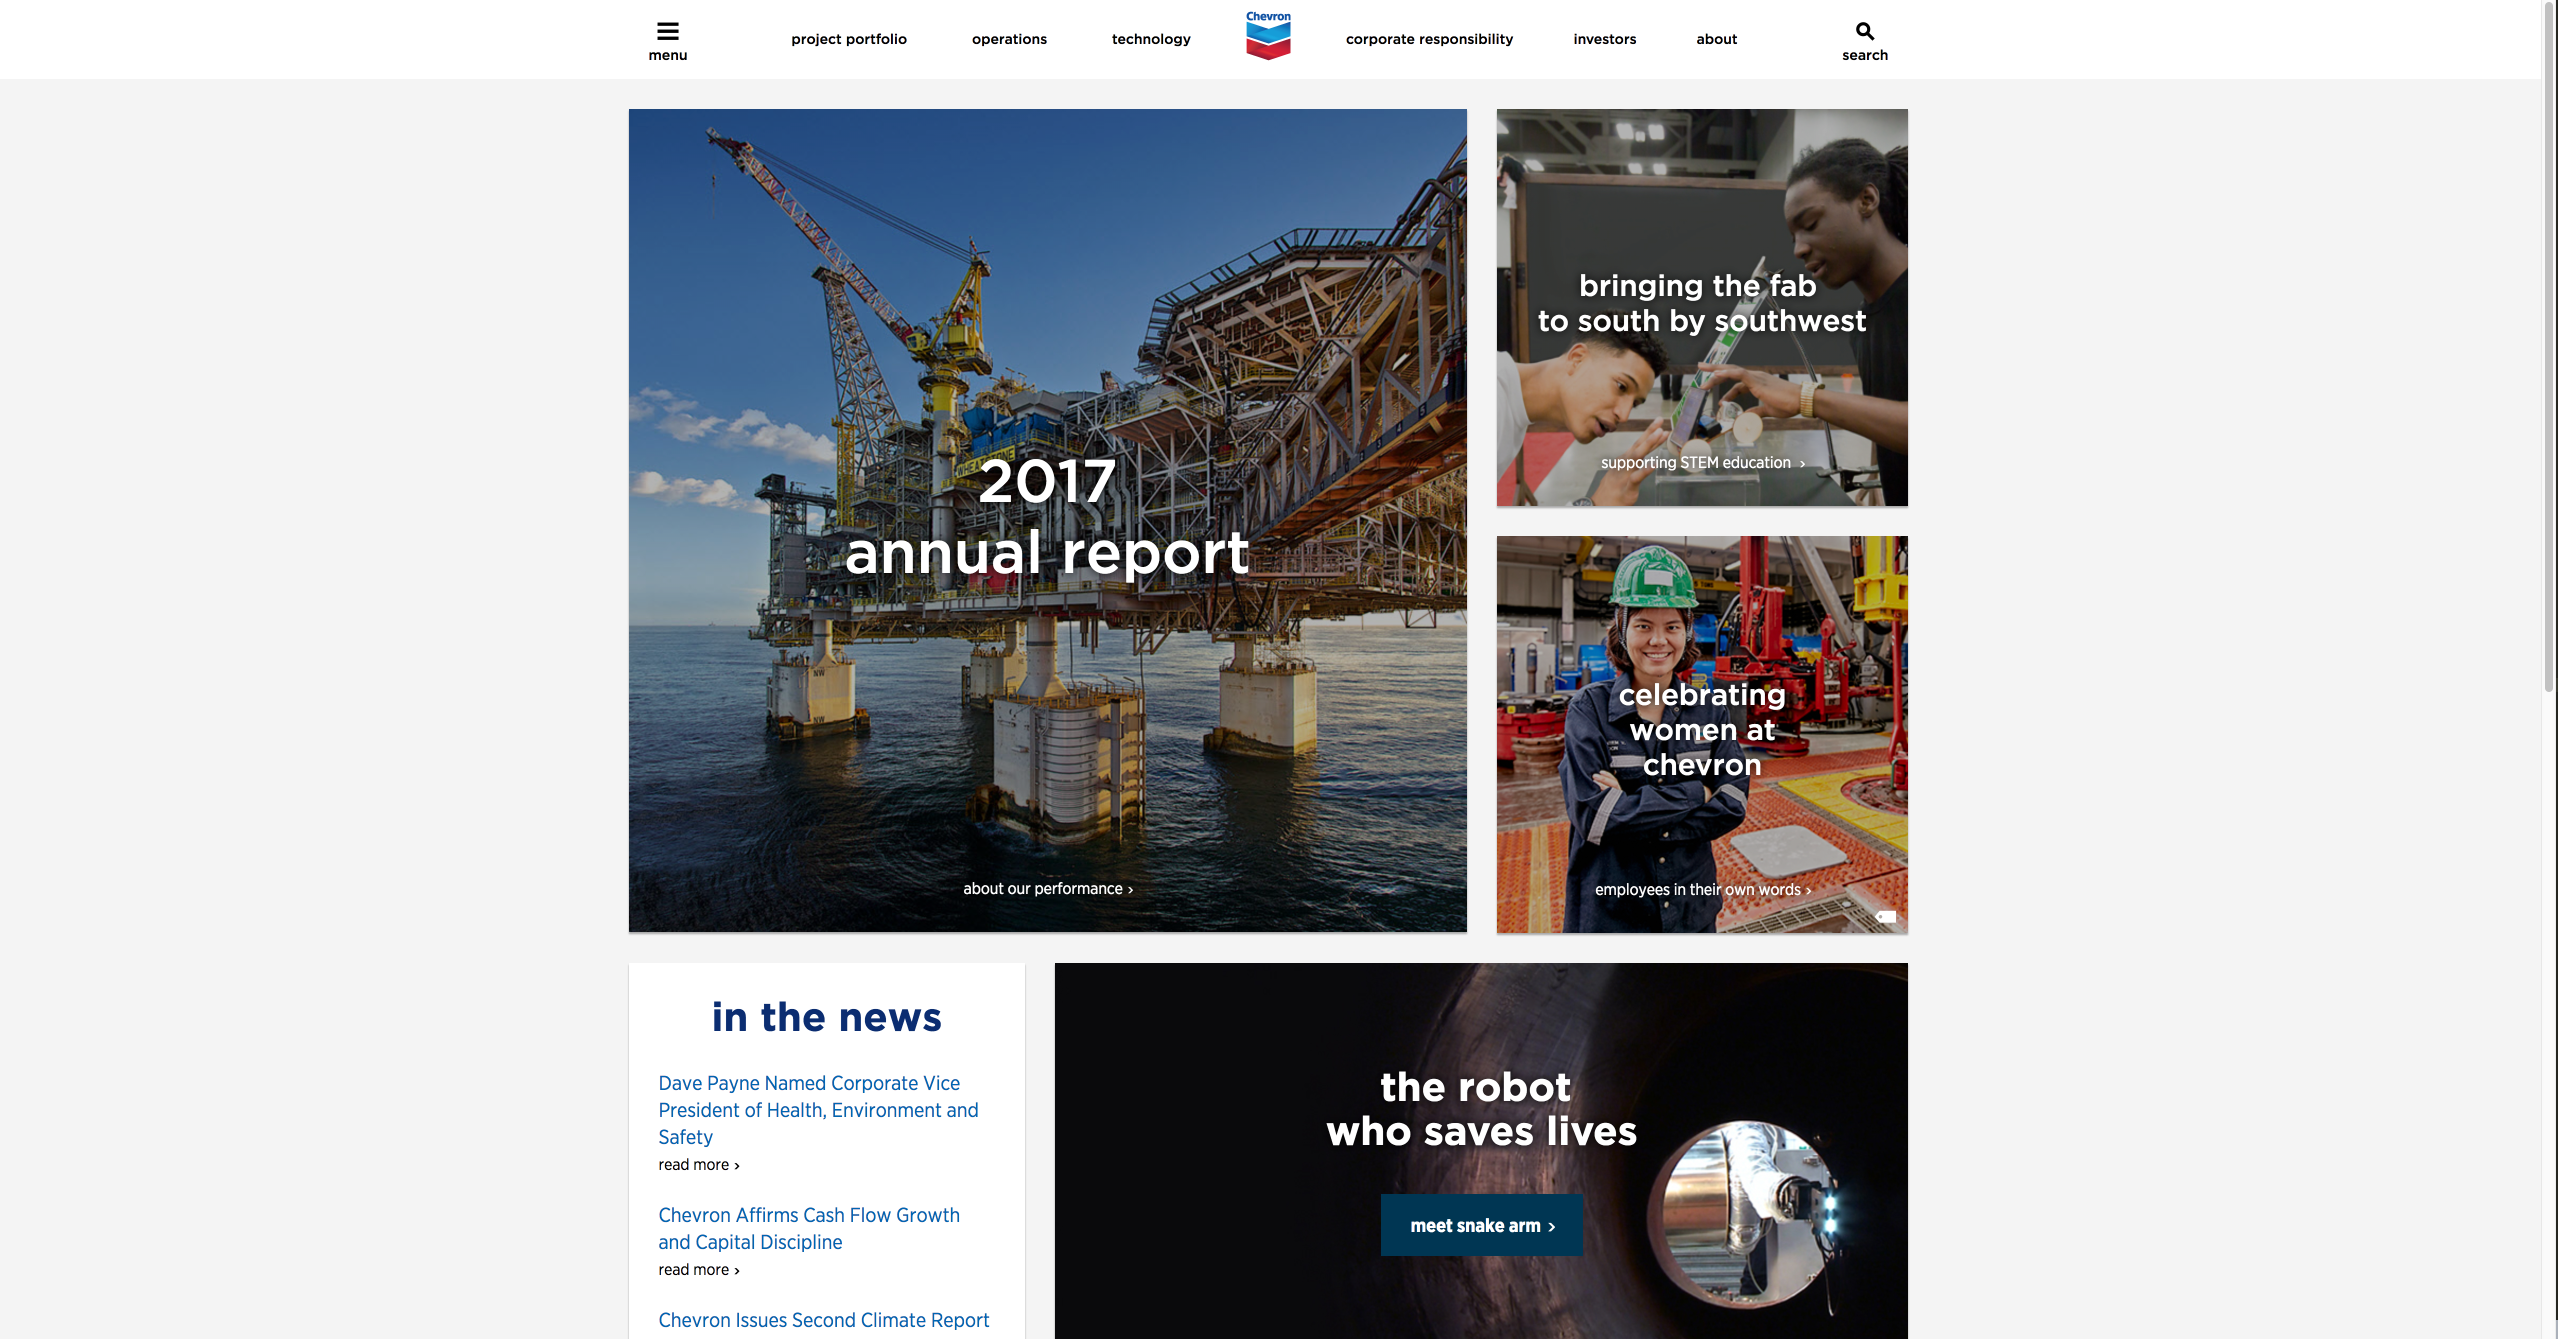 menu
project portfolio
operations
technology
Chevron
corporate responsibility
investors
about
search
WHEATSTONE
2017
annual report
NW
NW
about our performance ›
bringing the fab
to south by southwest
supporting STEM education ›
celebrating
women at
chevron
employees in their own words ›
in the news
Dave Payne Named Corporate Vice
President of Health, Environment and
Safety
read more ›
Chevron Affirms Cash Flow Growth
and Capital Discipline
read more ›
Chevron Issues Second Climate Report
the robot
who saves lives
meet snake arm ›